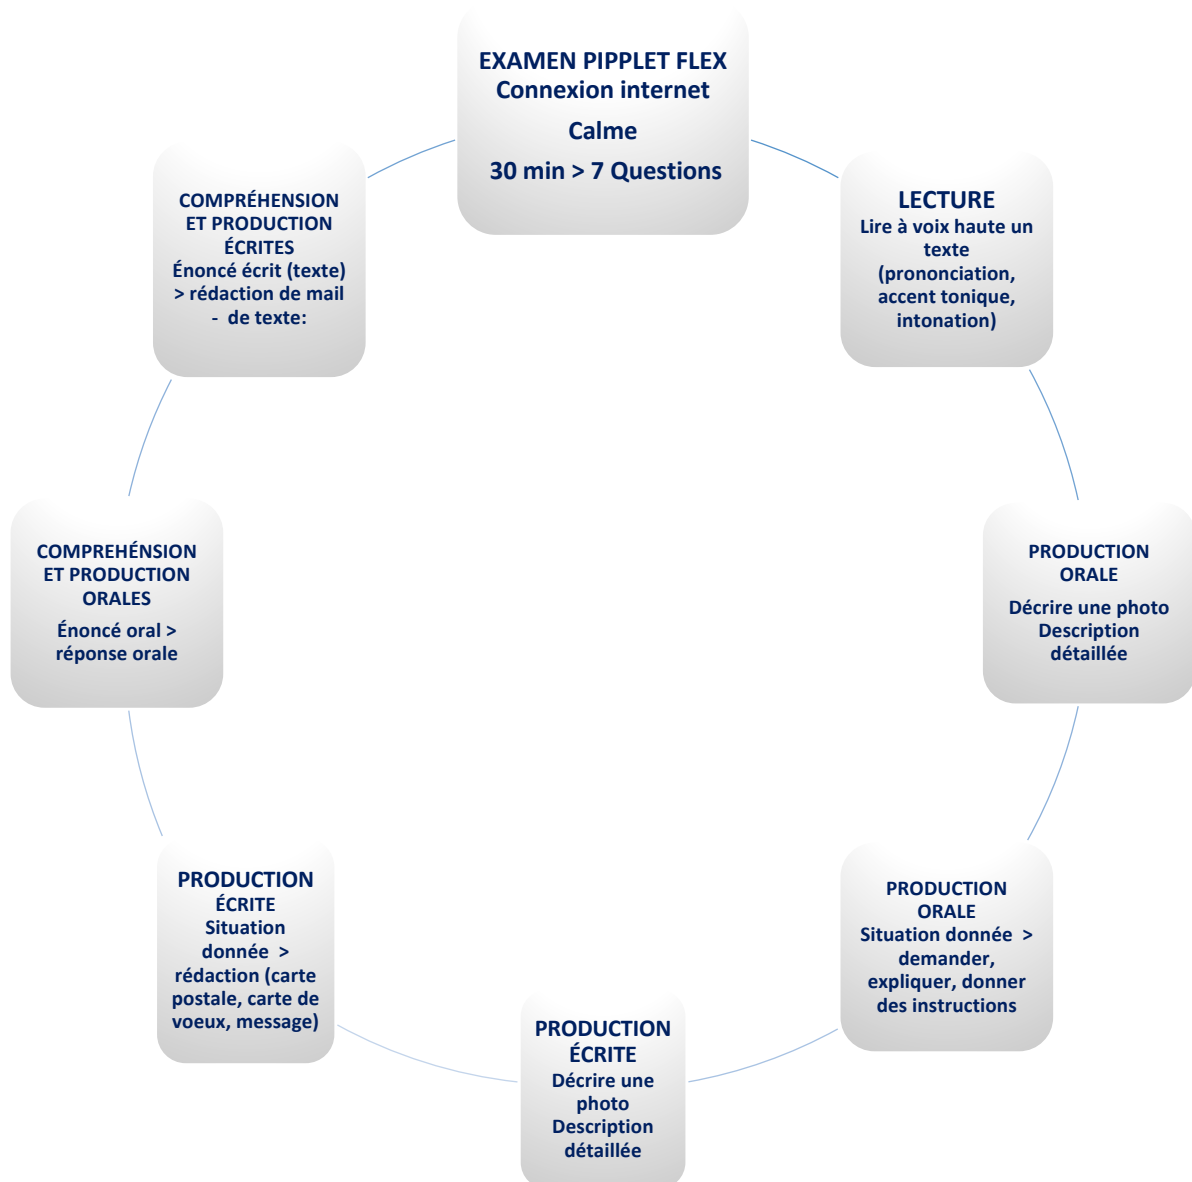 EXAMEN PIPPLET FLEX
Connexion internet
Calme
30 min > 7 Questions
LECTURE
Lire à voix haute un
texte
(prononciation,
accent tonique,
intonation)
PRODUCTION
ORALE
Décrire une photo
Description
détaillée
PRODUCTION
ORALE
Situation donnée  >
demander,
expliquer, donner
des instructions
PRODUCTION
ÉCRITE
Décrire une
photo
Description
détaillée
PRODUCTION
ÉCRITE
Situation
donnée  >
rédaction (carte
postale, carte de
voeux, message)
COMPREHÉNSION
ET PRODUCTION
ORALES
Énoncé oral >
réponse orale
COMPRÉHENSION
ET PRODUCTION
ÉCRITES
Énoncé écrit (texte)
> rédaction de mail
-  de texte: